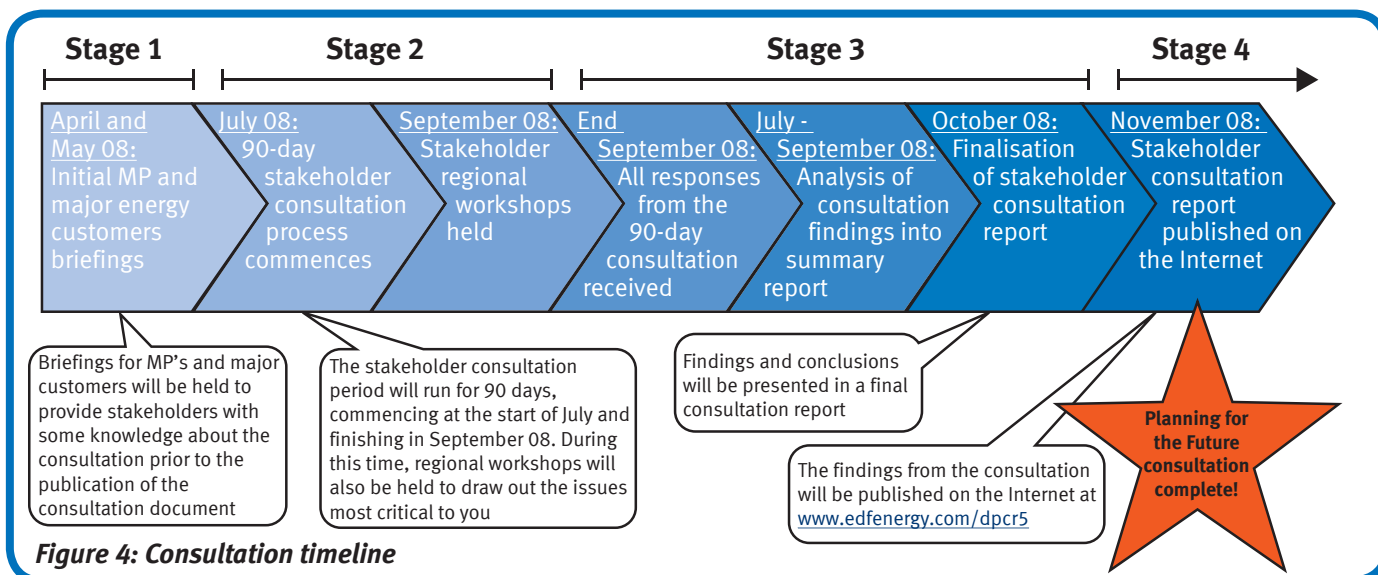 Stage 1
Stage 2
Stage 3
Stage 4
April and
May 08:
Initial MP and
major energy
customers
briefings
July 08:
90-day
stakeholder
consultation
process
commences
September 08:
Stakeholder
regional
workshops
held
End
September 08:
All responses
from the
90-day
consultation
received
July -
September 08:
Analysis of
consultation
findings into
summary
report
October 08:
Finalisation
of stakeholder
consultation
report
November 08:
Stakeholder
consultation
report
published on
the Internet
Briefings for MP's and major
customers will be held to
provide stakeholders with
some knowledge about the
consultation prior to the
publication of the
consultation document
The stakeholder consultation
period will run for 90 days,
commencing at the start of July and
finishing in September 08. During
this time, regional workshops will
also be held to draw out the issues
most critical to you
Findings and conclusions
will be presented in a final
consultation report
The findings from the consultation
will be published on the Internet at
www.edfenergy.com/dpcr5
Planning for
the Future
consultation
complete!
Figure 4: Consultation timeline